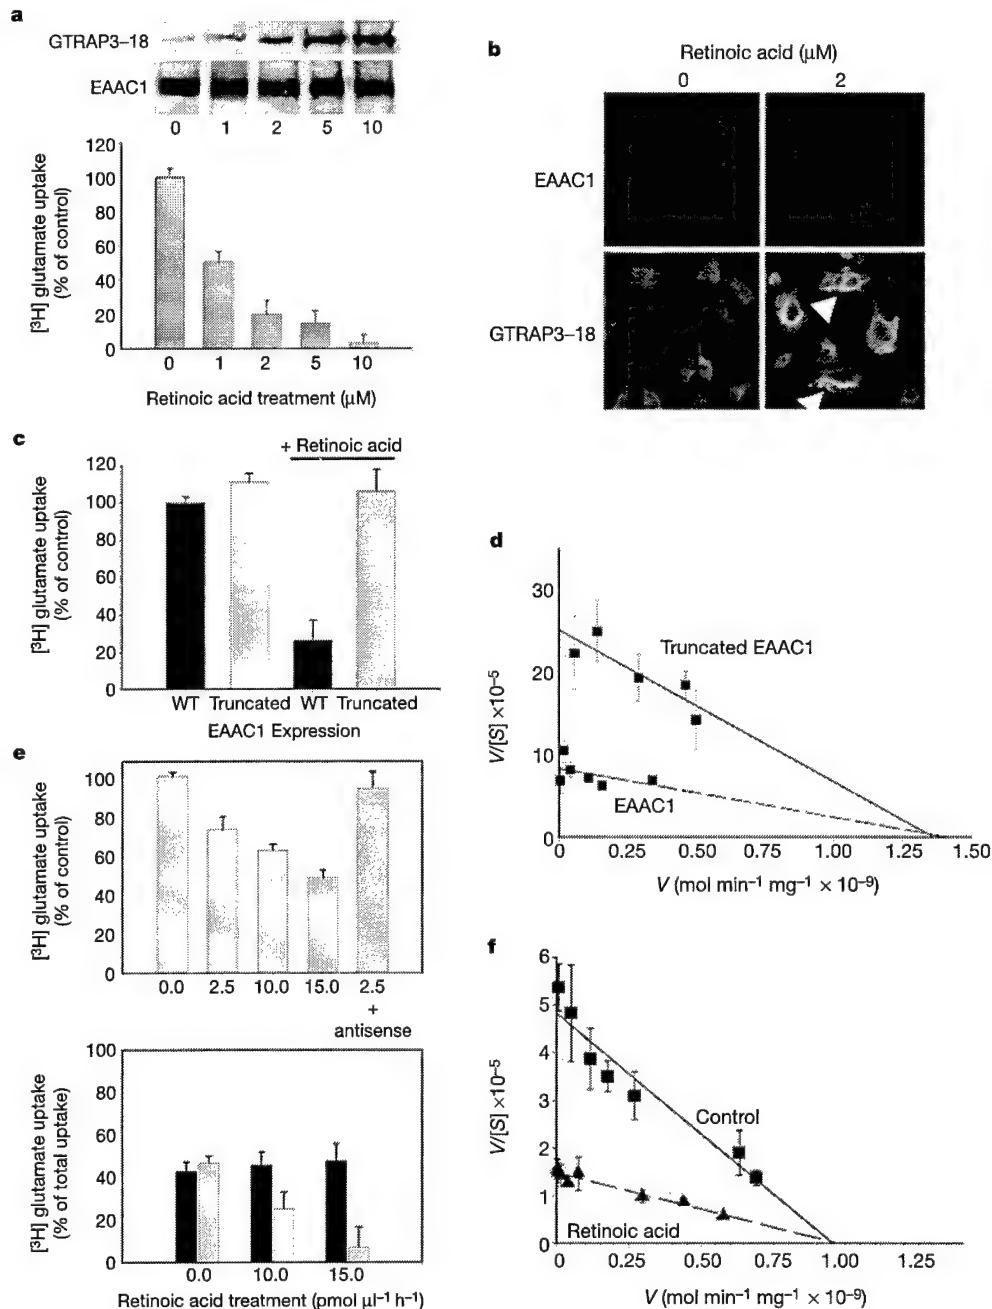 a
GTRAP3–18
EAAC1
0 1 2 5 10
120
100
80
60
40
20
0
[³H] glutamate uptake
(% of control)
0 1 2 5 10
Retinoic acid treatment (µM)
b
Retinoic acid (µM)
0 2
EAAC1
GTRAP3–18
c
+ Retinoic acid
120
100
80
60
40
20
0
[³H] glutamate uptake
(% of control)
WT Truncated WT Truncated
EAAC1 Expression
d
30
20
10
0
V/[S] ×10⁻⁵
Truncated EAAC1
EAAC1
0 0.25 0.50 0.75 1.00 1.25 1.50
V (mol min⁻¹ mg⁻¹ × 10⁻⁹)
e
100
80
60
40
20
0
[³H] glutamate uptake
(% of control)
0.0 2.5 10.0 15.0 2.5
+
antisense
100
80
60
40
20
0
[³H] glutamate uptake
(% of total uptake)
0.0 10.0 15.0
Retinoic acid treatment (pmol µl⁻¹ h⁻¹)
f
6
5
4
3
2
1
0
V/[S] ×10⁻⁵
Control
Retinoic acid
0 0.25 0.50 0.75 1.00 1.25
V (mol min⁻¹ mg⁻¹ × 10⁻⁹)